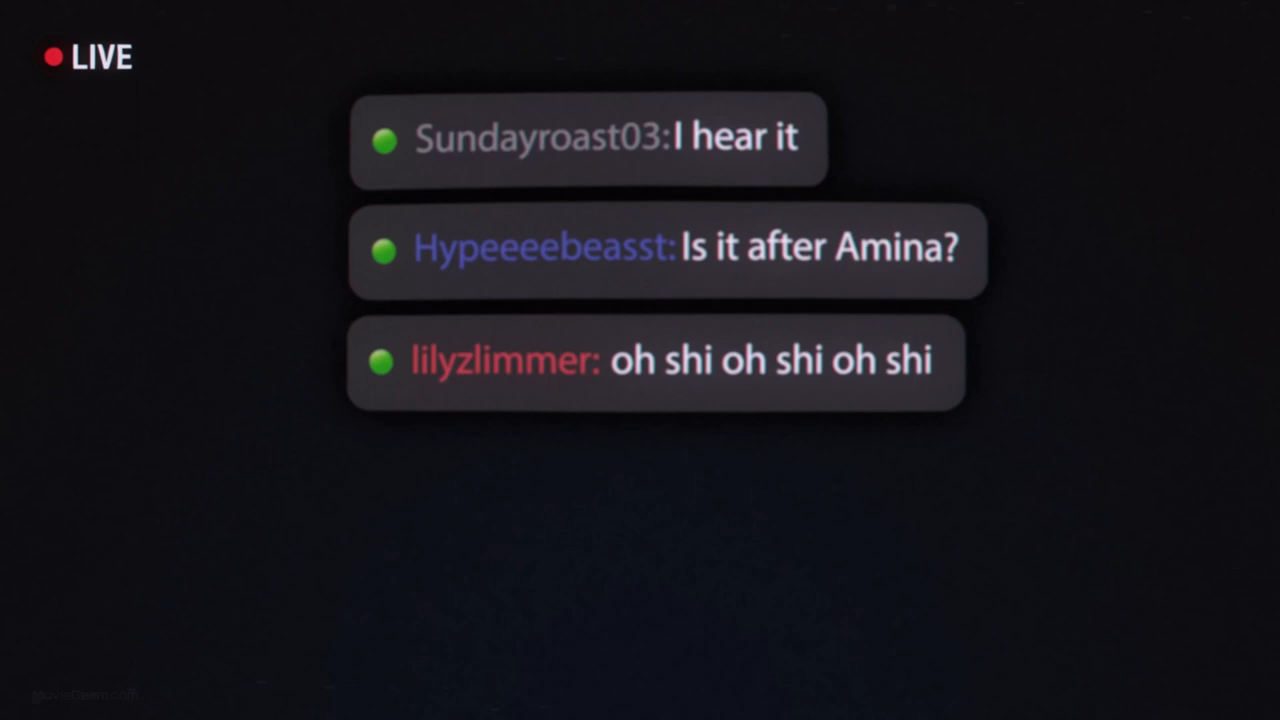 LIVE
Sundayroast03: I hear it
Hypeeeebeasst: Is it after Amina?
lilyzlimmer: oh shi oh shi oh shi